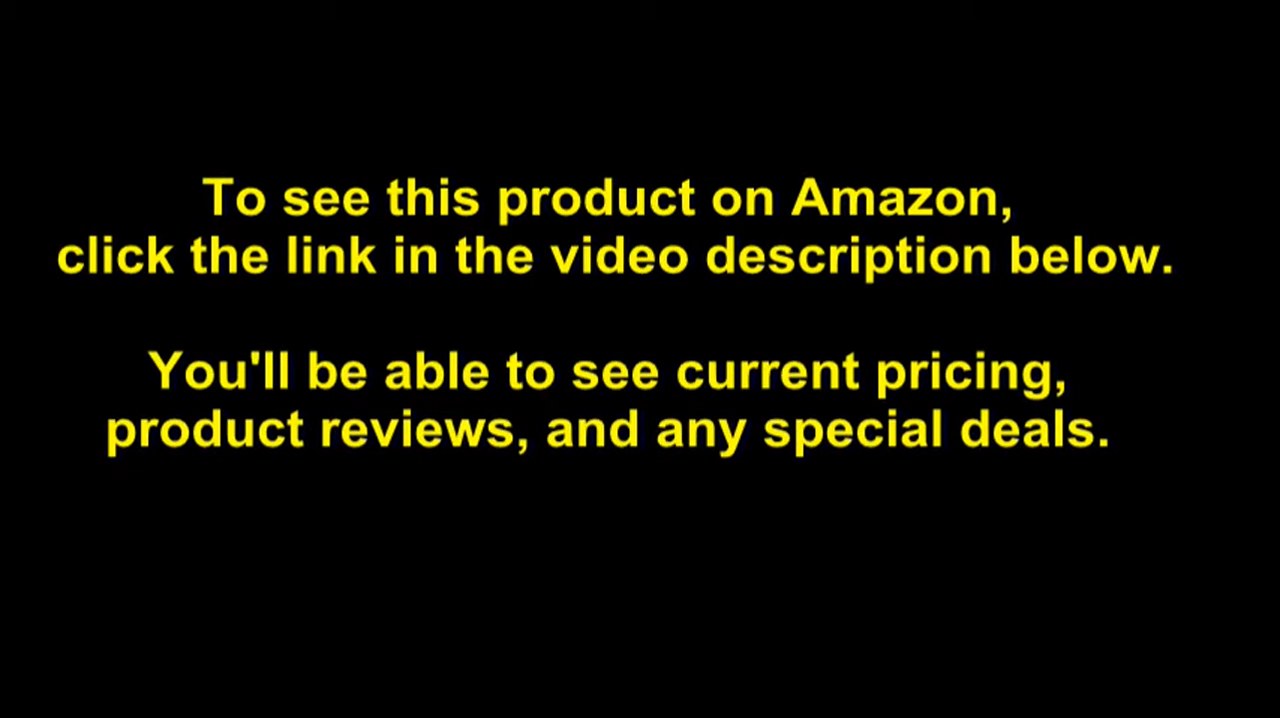 To see this product on Amazon,
click the link in the video description below.
You'll be able to see current pricing,
product reviews, and any special deals.